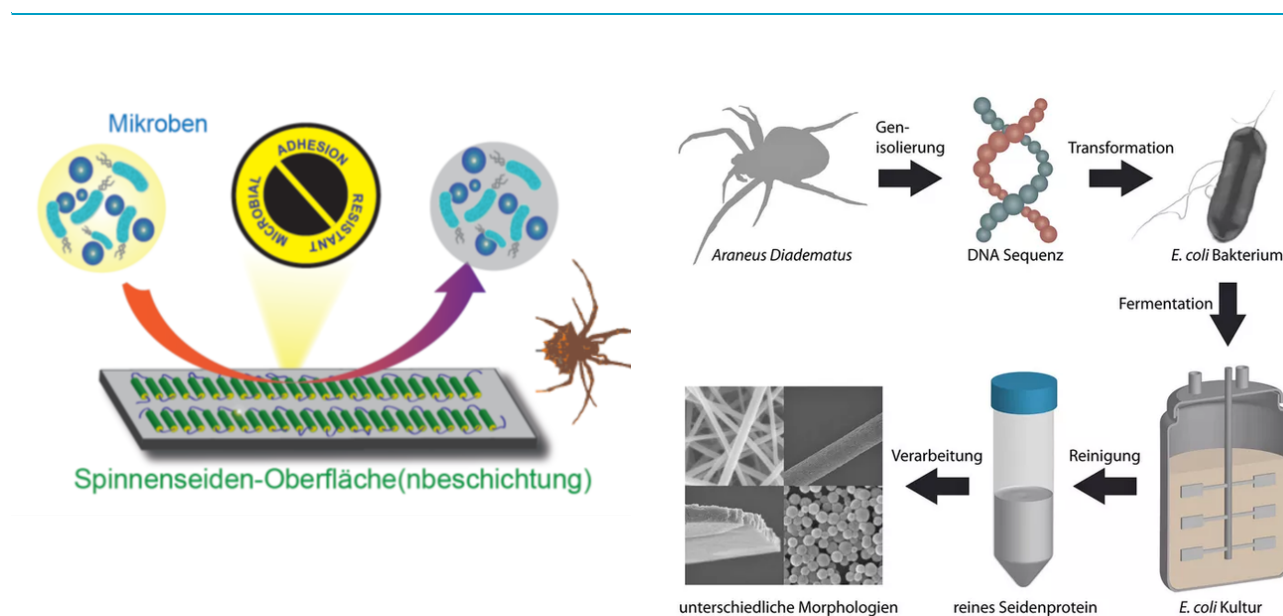 Mikroben
MICROBIAL
ADHESION
RESISTANT
Spinnenseiden-Oberfläche(nbeschichtung)
Gen-
isolierung
Transformation
Araneus Diadematus
DNA Sequenz
E. coli Bakterium
Fermentation
Verarbeitung
Reinigung
unterschiedliche Morphologien
reines Seidenprotein
E. coli Kultur